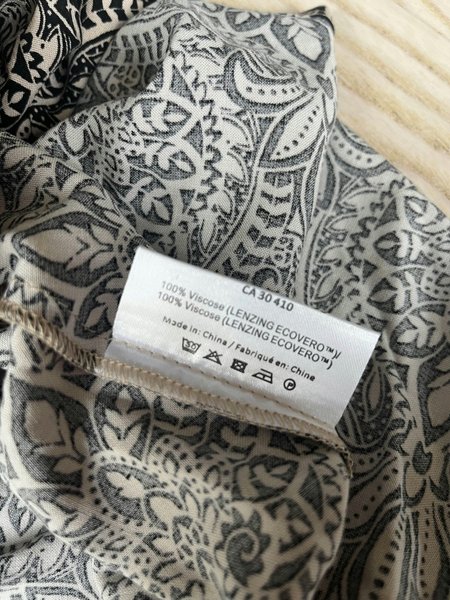 CA 30 410
100% Viscose (LENZING ECOVERO™)/
100% Viscose (LENZING ECOVERO™)
Made in: China / Fabriqué en: Chine